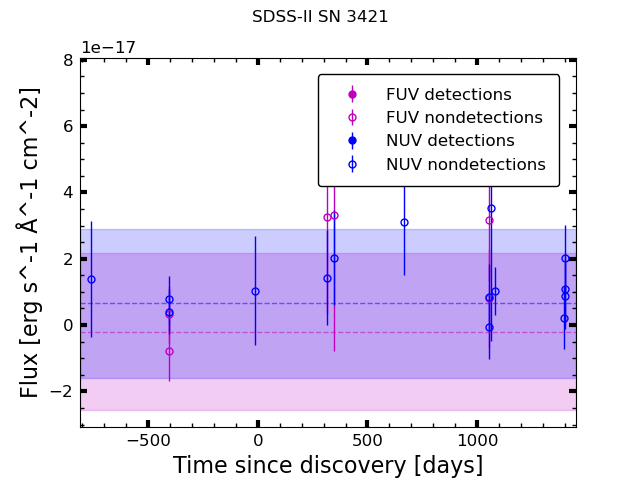 SDSS-II SN 3421
1e−17
8
6
4
2
0
−2
Flux [erg s^-1 Å^-1 cm^-2]
FUV detections
FUV nondetections
NUV detections
NUV nondetections
−500
0
500
1000
Time since discovery [days]